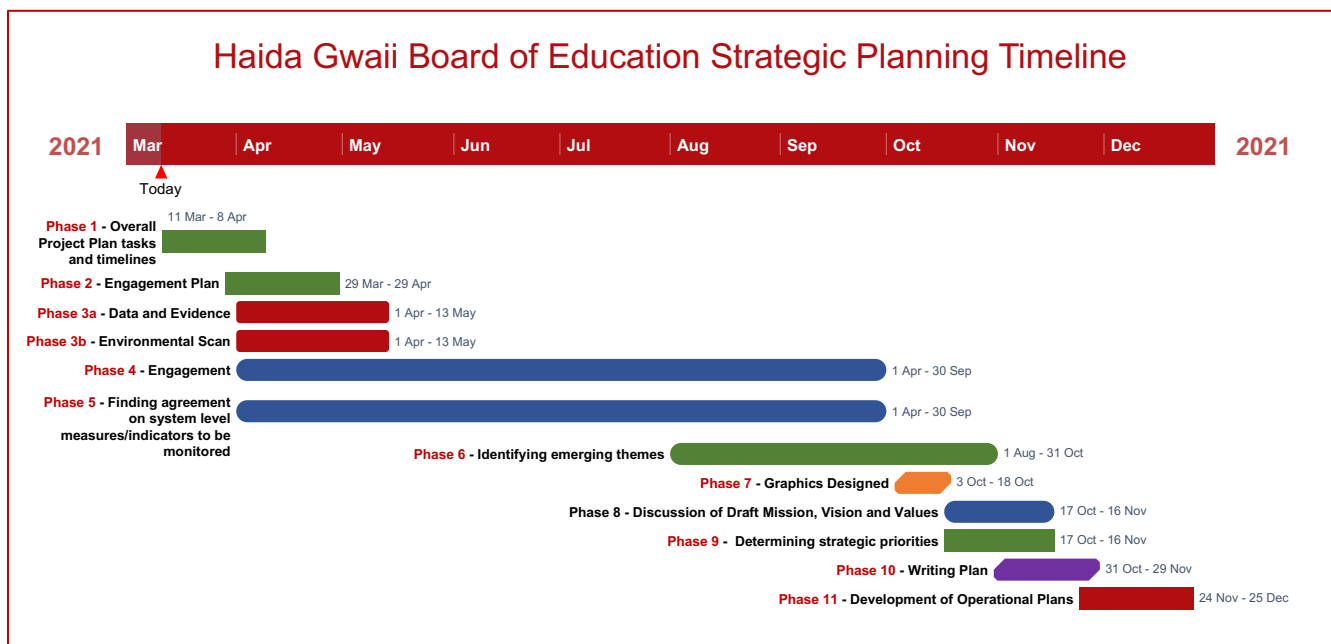 Haida Gwaii Board of Education Strategic Planning Timeline
2021 Mar Apr May Jun Jul Aug Sep Oct Nov Dec 2021
Today
11 Mar - 8 Apr
Phase 1 - Overall
Project Plan tasks
and timelines
Phase 2 - Engagement Plan 29 Mar - 29 Apr
Phase 3a - Data and Evidence 1 Apr - 13 May
Phase 3b - Environmental Scan 1 Apr - 13 May
Phase 4 - Engagement 1 Apr - 30 Sep
Phase 5 - Finding agreement
on system level
measures/indicators to be
monitored
1 Apr - 30 Sep
Phase 6 - Identifying emerging themes 1 Aug - 31 Oct
Phase 7 - Graphics Designed 3 Oct - 18 Oct
Phase 8 - Discussion of Draft Mission, Vision and Values 17 Oct - 16 Nov
Phase 9 - Determining strategic priorities 17 Oct - 16 Nov
Phase 10 - Writing Plan 31 Oct - 29 Nov
Phase 11 - Development of Operational Plans 24 Nov - 25 Dec